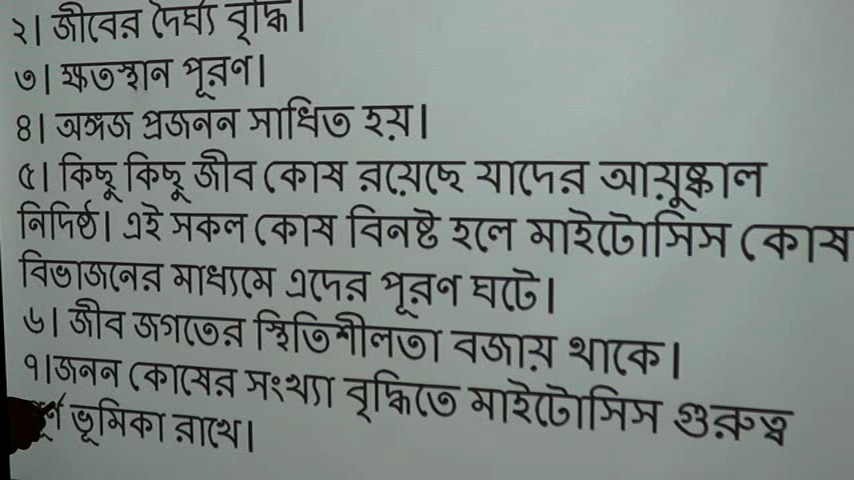 ২। জীবের দৈর্ঘ্য বৃদ্ধি।
৩। ক্ষতস্থান পূরণ।
৪। অঙ্গজ প্রজনন সাধিত হয়।
৫। কিছু কিছু জীব কোষ রয়েছে যাদের আয়ুষ্কাল
নির্দিষ্ঠ। এই সকল কোষ বিনষ্ট হলে মাইটোসিস কোষ
বিভাজনের মাধ্যমে এদের পূরণ ঘটে।
৬। জীব জগতের স্থিতিশীলতা বজায় থাকে।
৭।জনন কোষের সংখ্যা বৃদ্ধিতে মাইটোসিস গুরুত্ব
ভূমিকা রাখে।